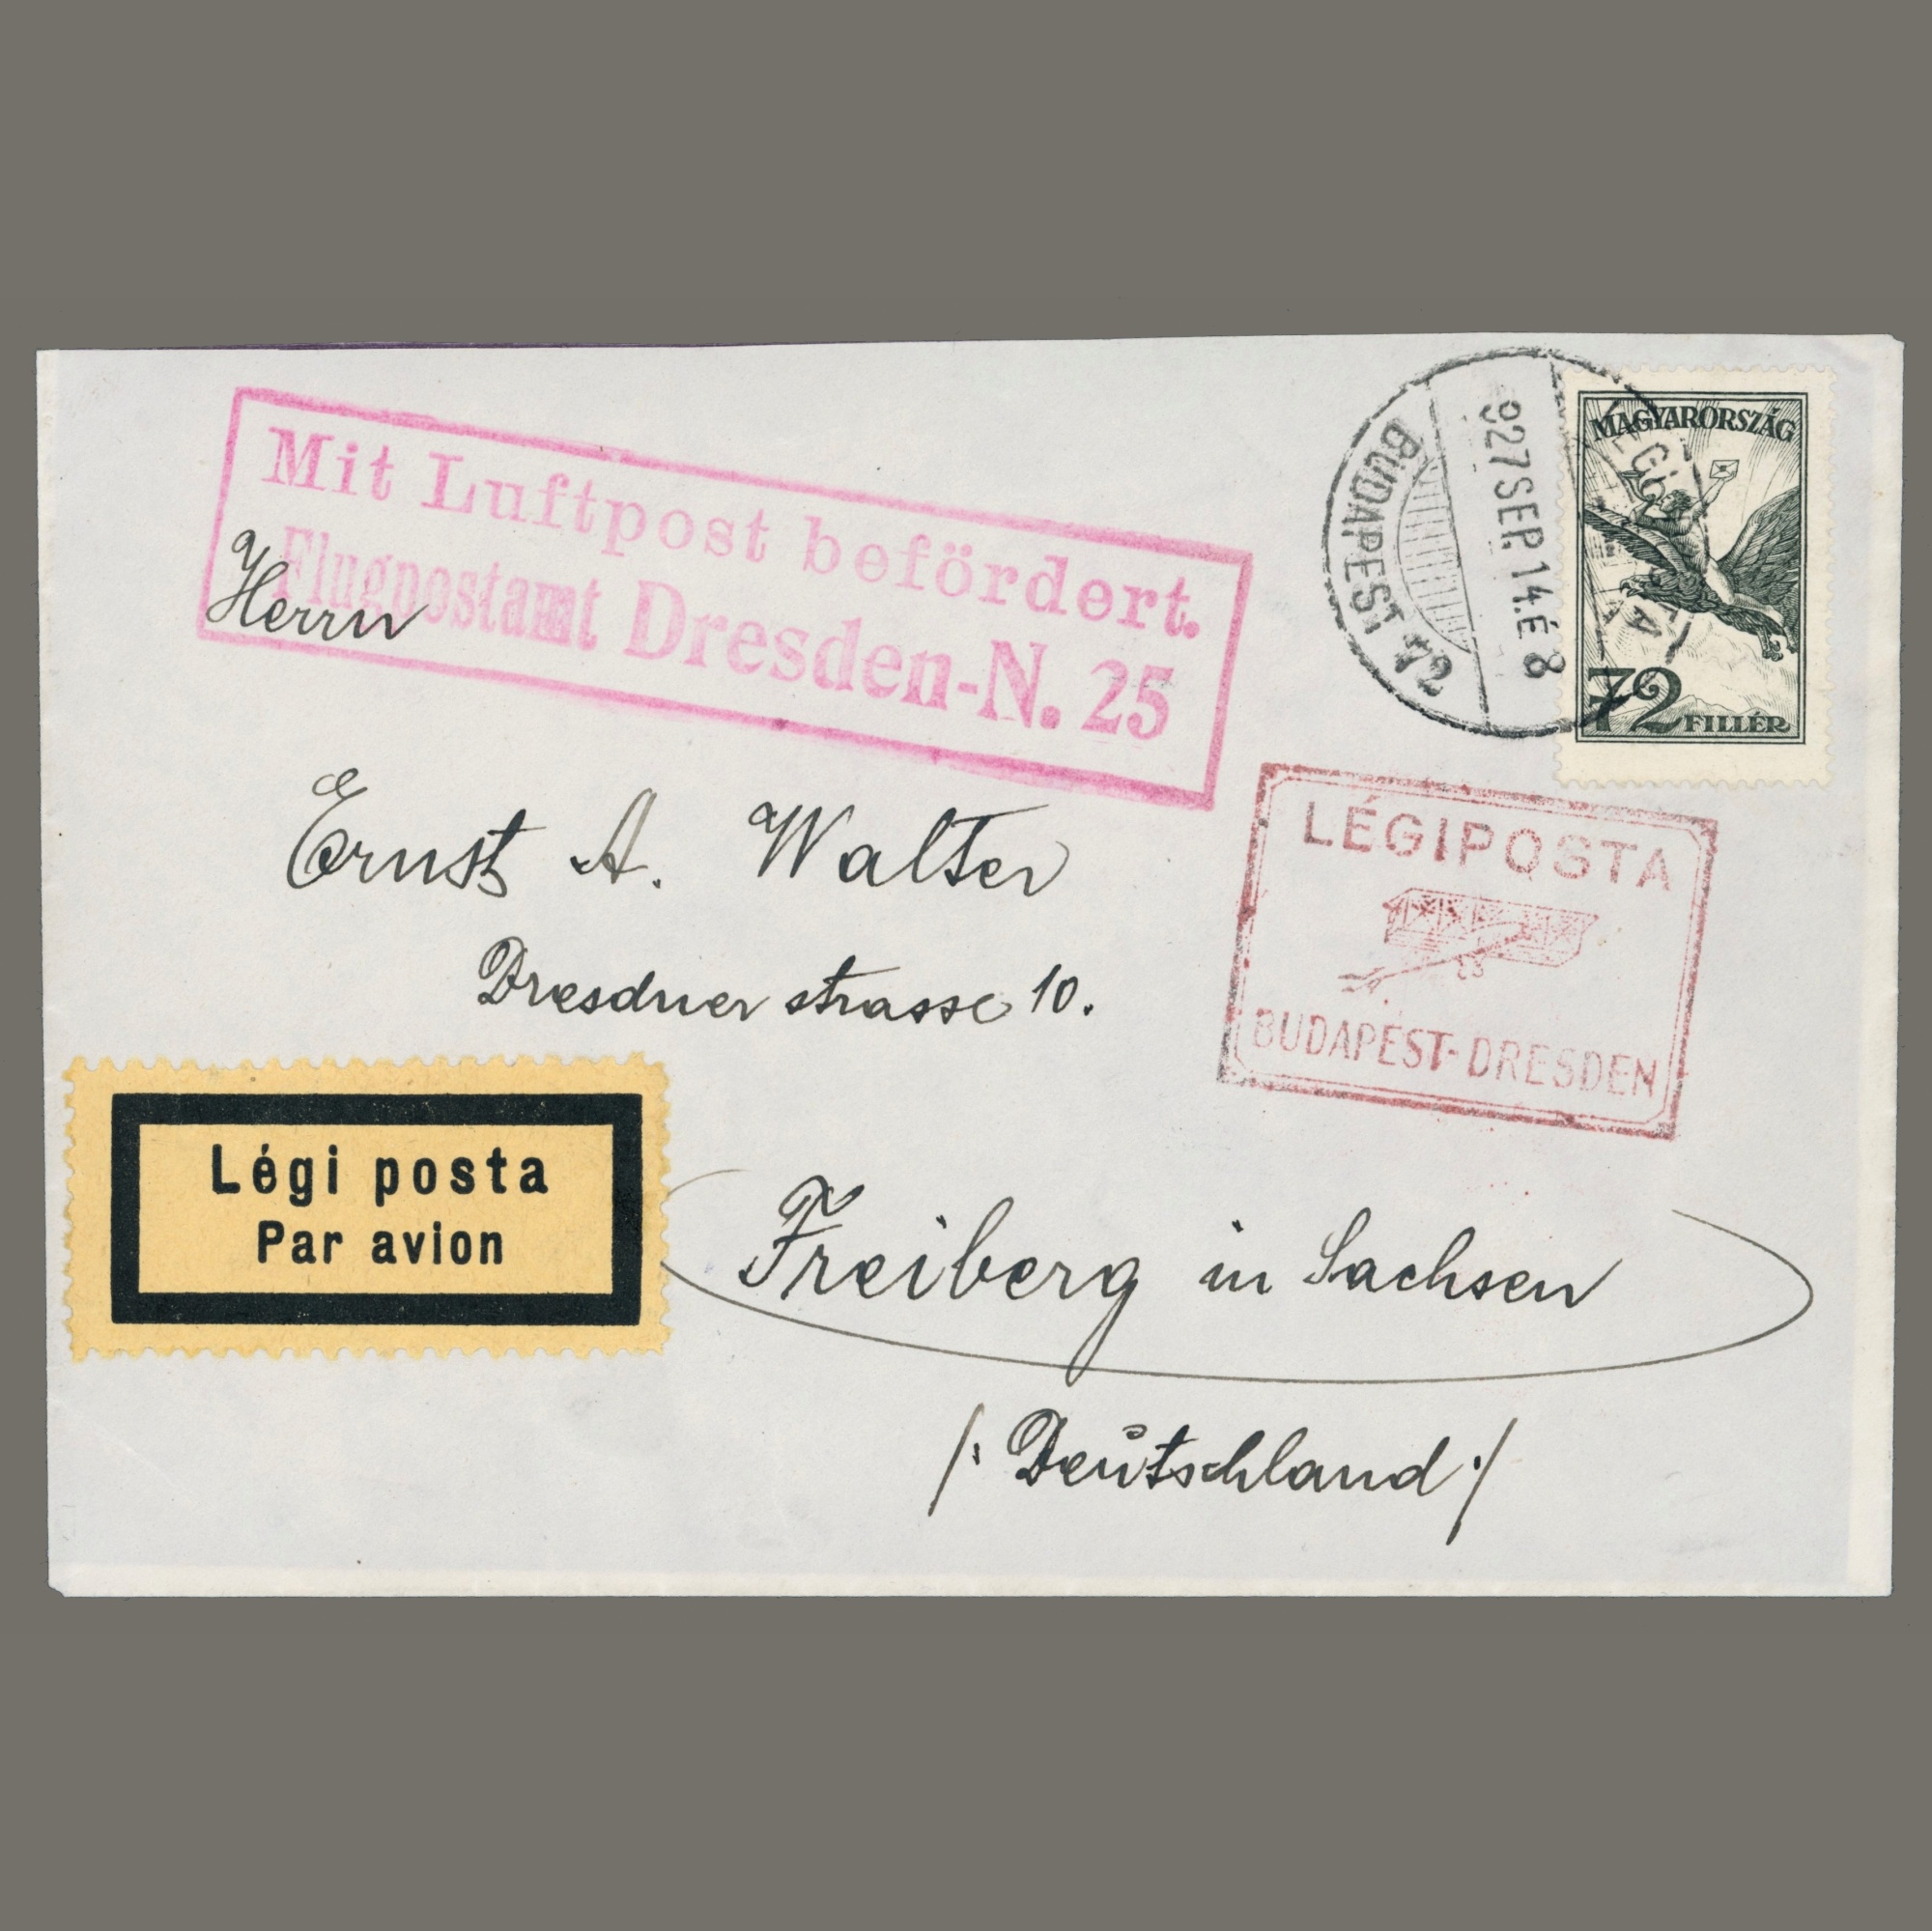 Mit Luftpost befördert.
Flugpostamt Dresden-N. 25
BUDAPEST 72
927 SEP. 14. É 8
MAGYARORSZÁG
72 FILLÉR
Herrn
Ernst A. Walter
Dresdner strasse 10.
LÉGIPOSTA
BUDAPEST-DRESDEN
Légi posta
Par avion
Freiberg in Sachsen
/: Deutschland :/